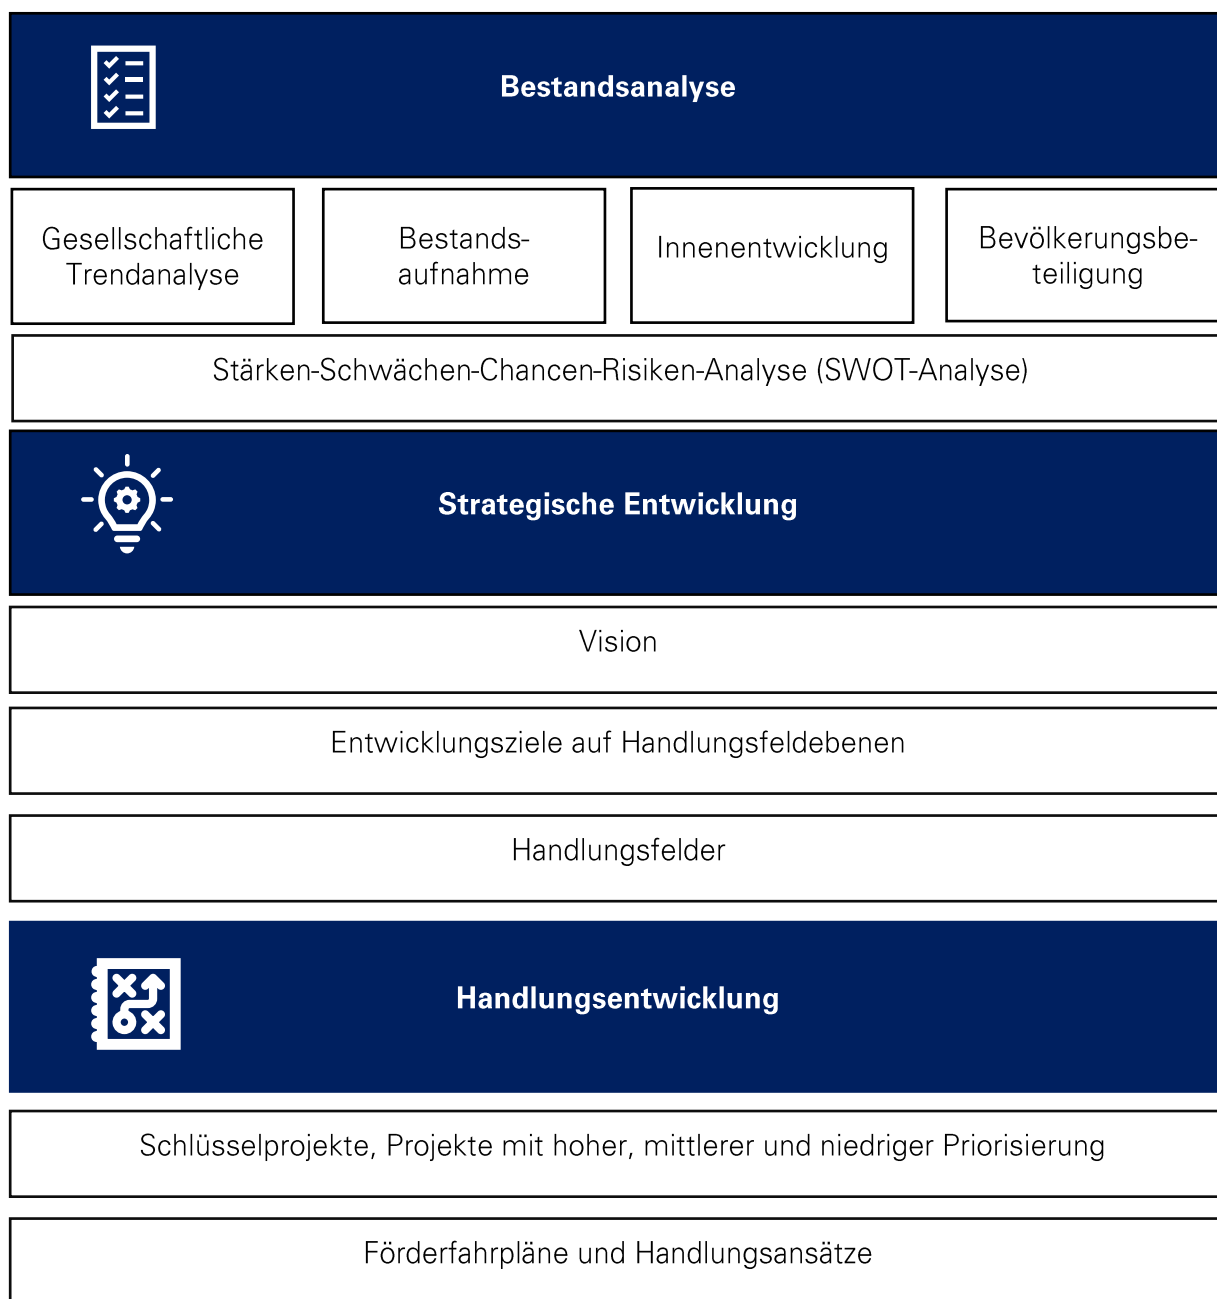 Bestandsanalyse
Gesellschaftliche
Trendanalyse
Bestands-
aufnahme
Innenentwicklung
Bevölkerungsbe-
teiligung
Stärken-Schwächen-Chancen-Risiken-Analyse (SWOT-Analyse)
Strategische Entwicklung
Vision
Entwicklungsziele auf Handlungsfeldebenen
Handlungsfelder
Handlungsentwicklung
Schlüsselprojekte, Projekte mit hoher, mittlerer und niedriger Priorisierung
Förderfahrpläne und Handlungsansätze